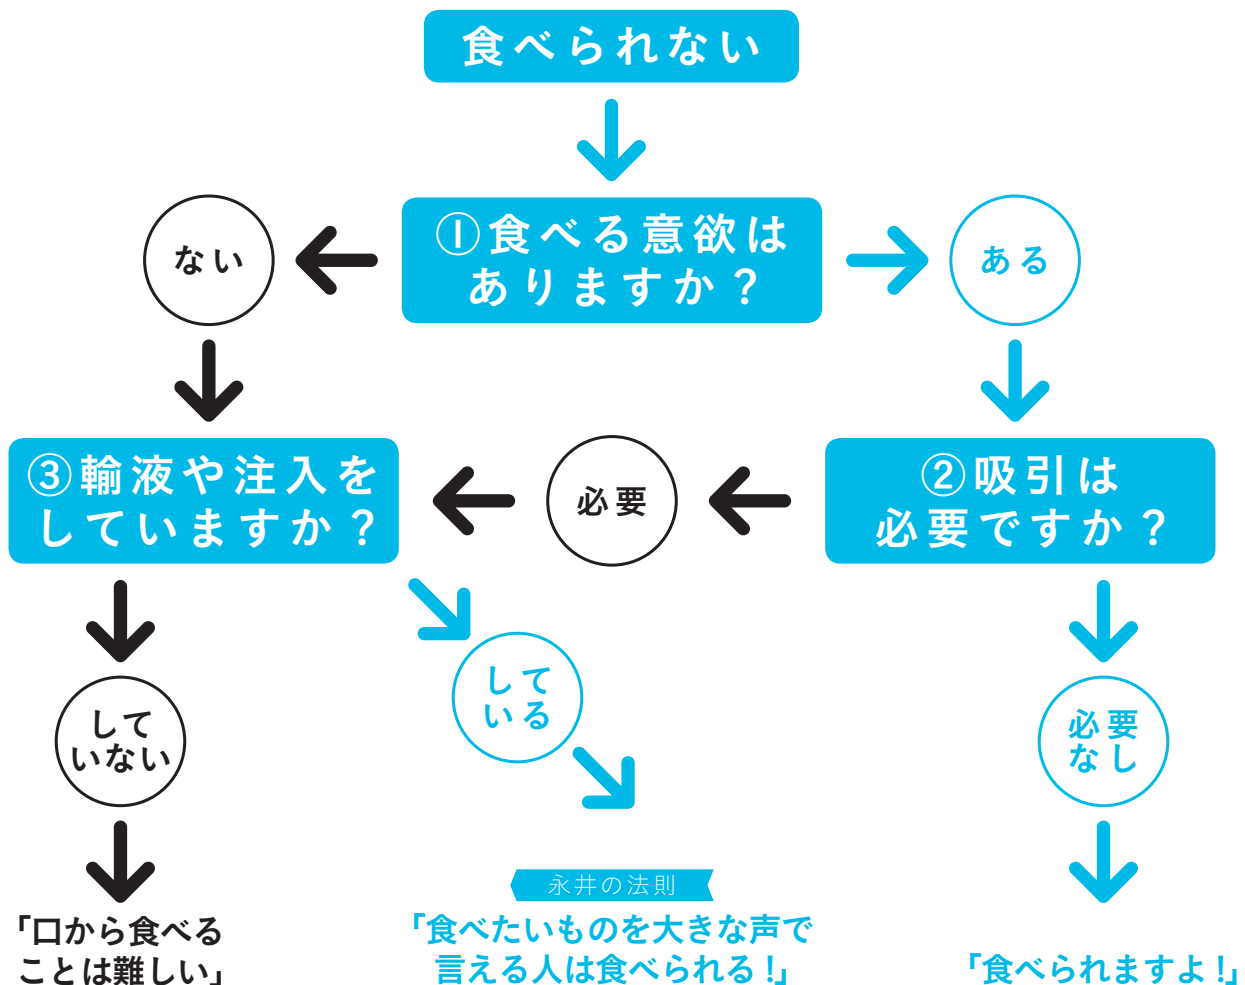 食べられない
①食べる意欲は
ありますか？
ない
ある
③輸液や注入を
していますか？
必要
②吸引は
必要ですか？
して
いる
して
いない
必要
なし
永井の法則
「口から食べる
ことは難しい」
「食べたいものを大きな声で
言える人は食べられる！」
「食べられますよ！」